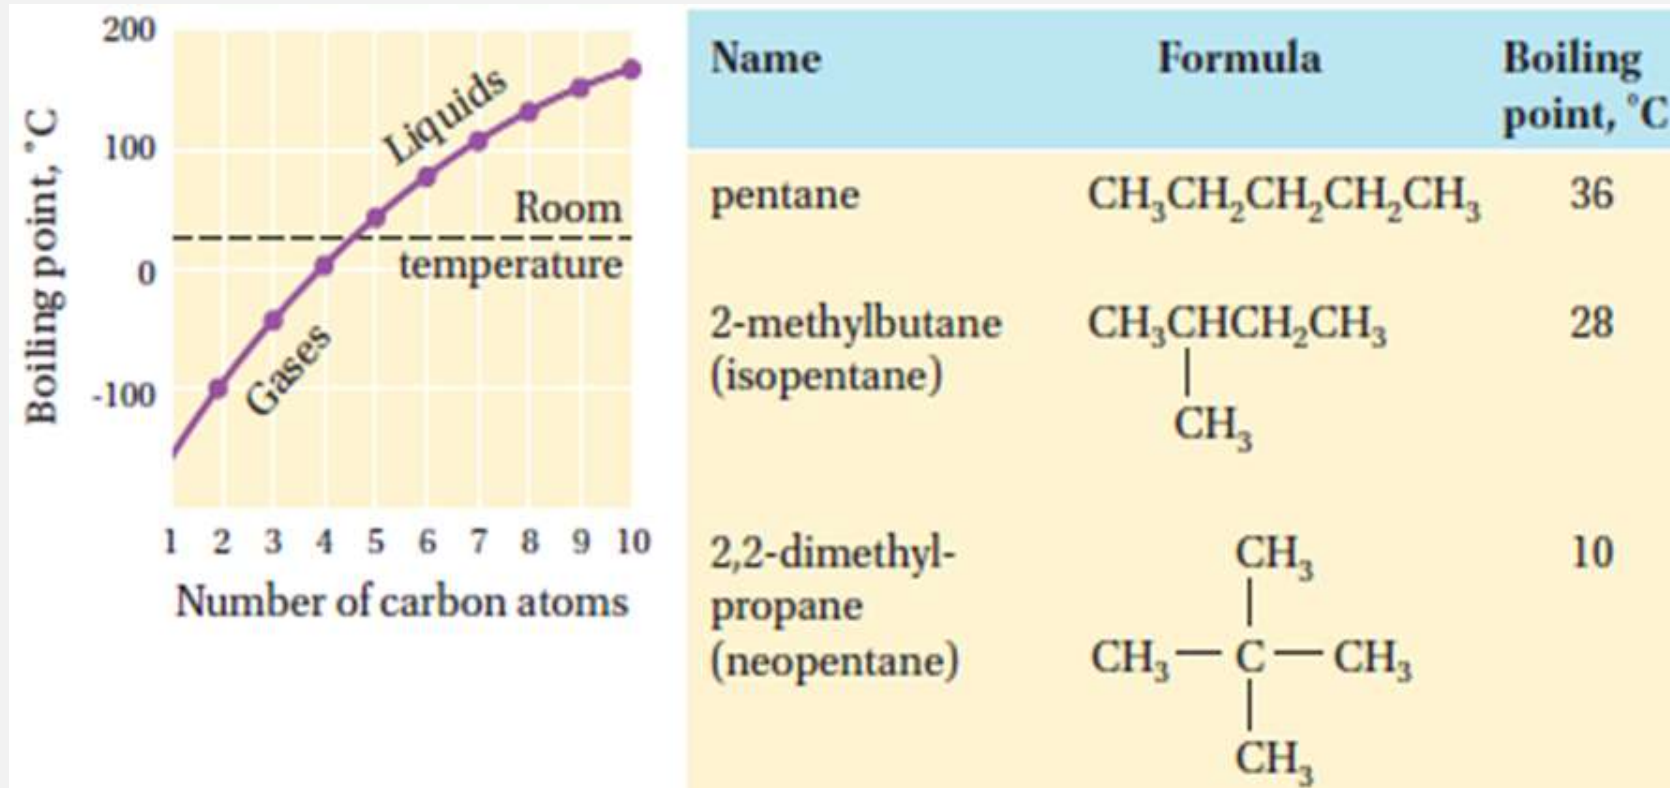 200
100
0
-100
Boiling point, °C
Liquids
Gases
Room
temperature
1 2 3 4 5 6 7 8 9 10
Number of carbon atoms
Name Formula Boiling
point, °C
pentane CH₃CH₂CH₂CH₂CH₃ 36
2-methylbutane CH₃CHCH₂CH₃ 28
(isopentane)
CH₃
2,2-dimethyl- CH₃ 10
propane
(neopentane) CH₃—C—CH₃
CH₃